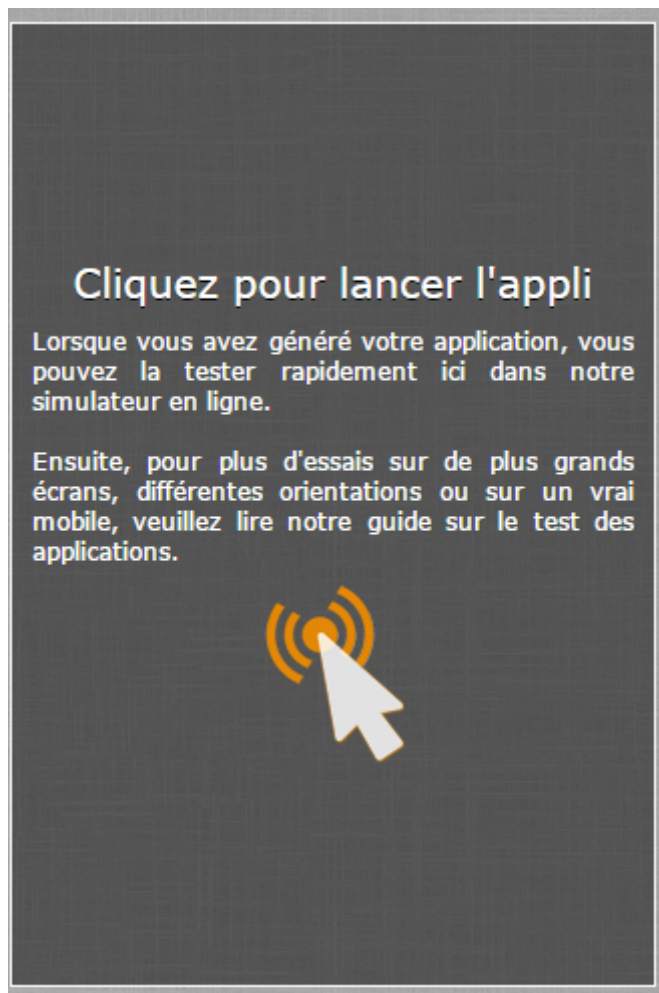 Cliquez pour lancer l'appli
Lorsque vous avez généré votre application, vous
pouvez la tester rapidement ici dans notre
simulateur en ligne.
Ensuite, pour plus d'essais sur de plus grands
écrans, différentes orientations ou sur un vrai
mobile, veuillez lire notre guide sur le test des
applications.